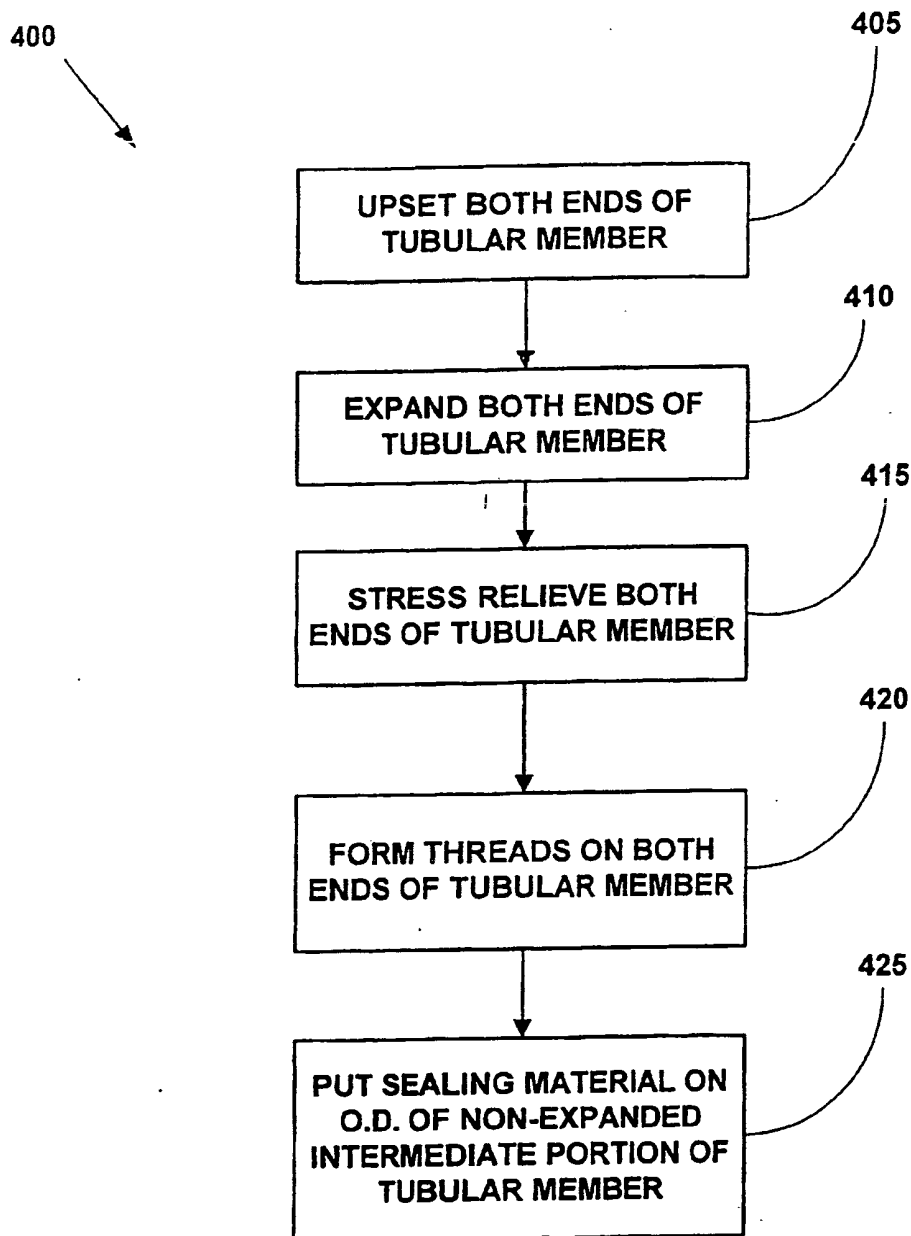 400
405
UPSET BOTH ENDS OF
TUBULAR MEMBER
410
EXPAND BOTH ENDS OF
TUBULAR MEMBER
415
STRESS RELIEVE BOTH
ENDS OF TUBULAR MEMBER
420
FORM THREADS ON BOTH
ENDS OF TUBULAR MEMBER
425
PUT SEALING MATERIAL ON
O.D. OF NON-EXPANDED
INTERMEDIATE PORTION OF
TUBULAR MEMBER